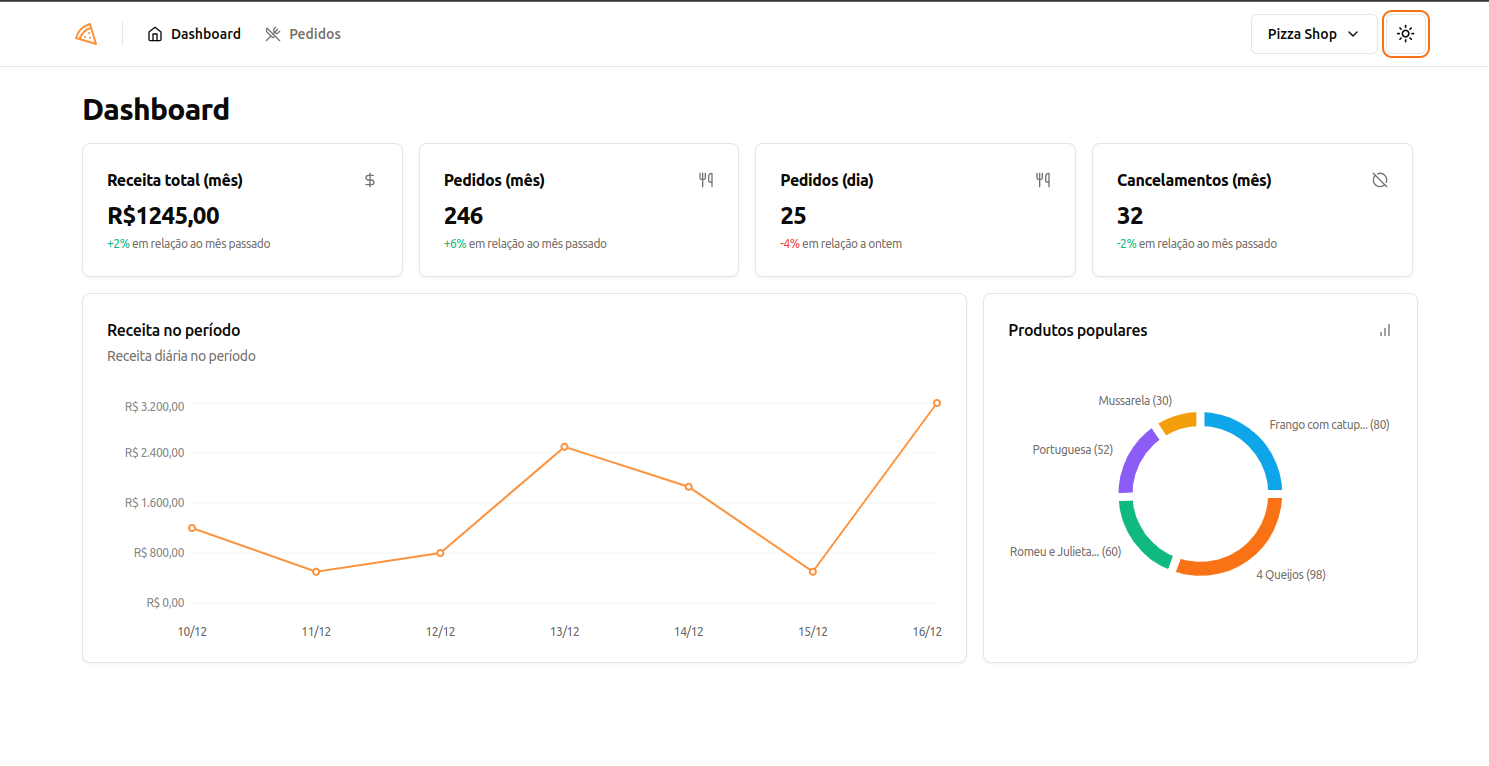 Dashboard
Pedidos
Pizza Shop
Dashboard
Receita total (mês)
R$1245,00
+2% em relação ao mês passado
Pedidos (mês)
246
+6% em relação ao mês passado
Pedidos (dia)
25
-4% em relação a ontem
Cancelamentos (mês)
32
-2% em relação ao mês passado
Receita no período
Receita diária no período
R$ 3.200,00
R$ 2.400,00
R$ 1.600,00
R$ 800,00
R$ 0,00
10/12
11/12
12/12
13/12
14/12
15/12
16/12
Produtos populares
Mussarela (30)
Frango com catup... (80)
Portuguesa (52)
Romeu e Julieta... (60)
4 Queijos (98)